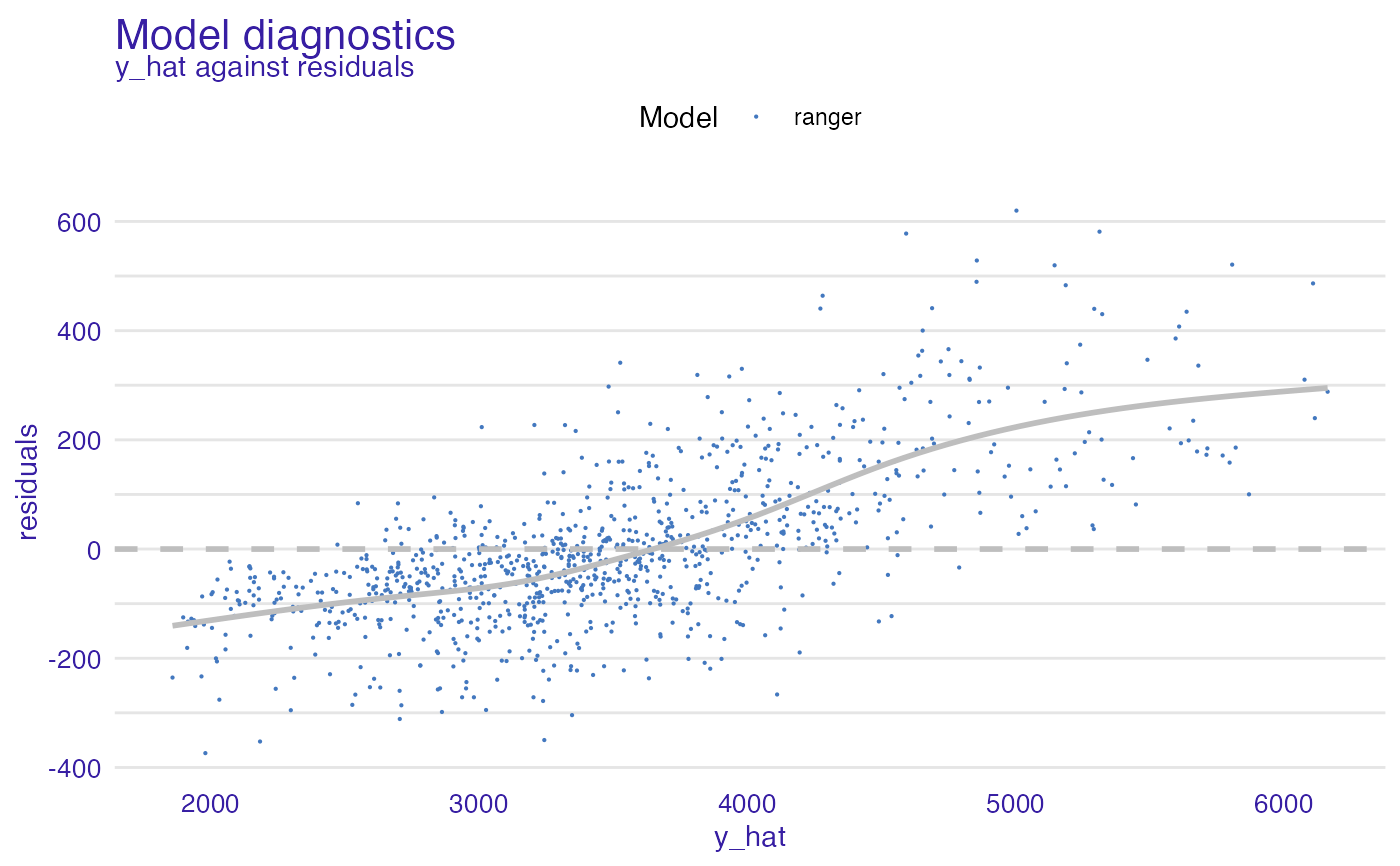 Model diagnostics
y_hat against residuals
Model ranger
600
400
200
0
-200
-400
residuals
2000 3000 4000 5000 6000
y_hat